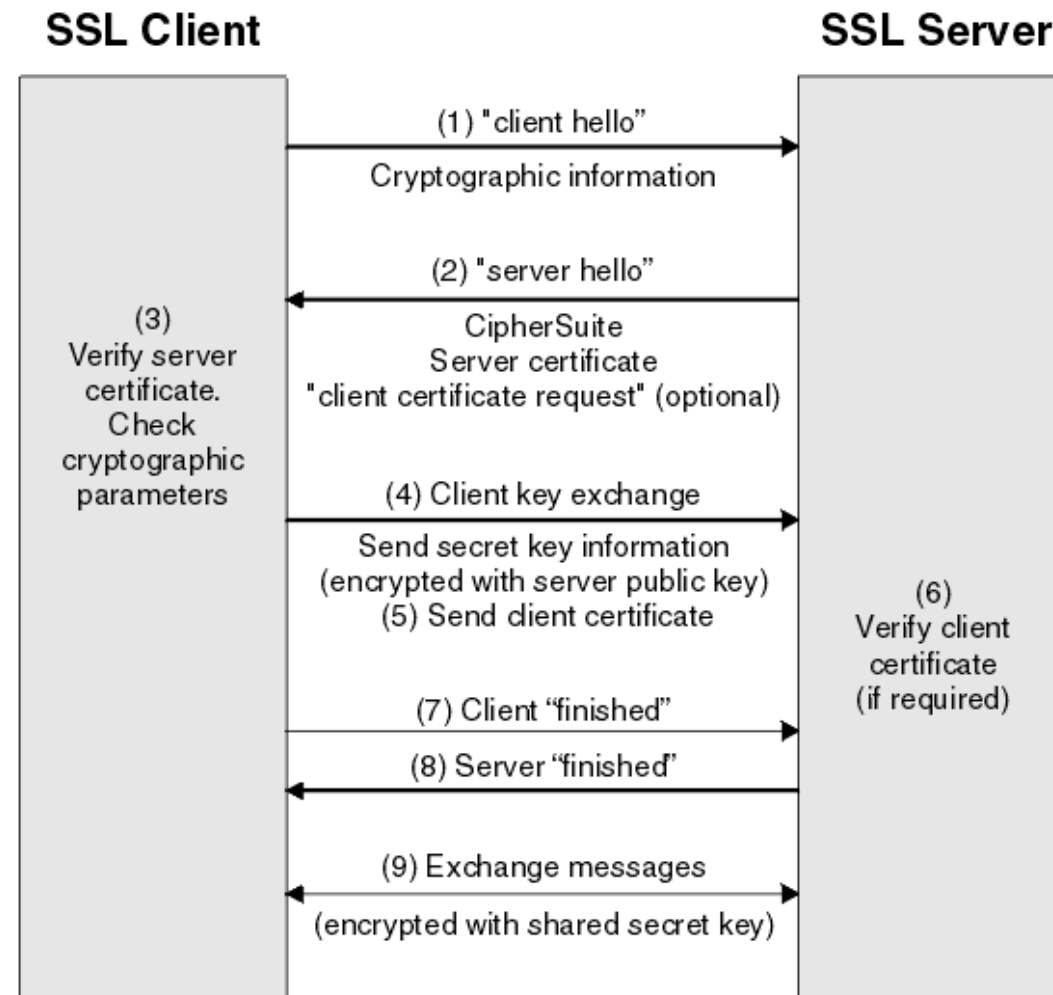 SSL Client
SSL Server
(1) "client hello”
Cryptographic information
(2) "server hello”
CipherSuite
Server certificate
"client certificate request" (optional)
(3)
Verify server
certificate.
Check
cryptographic
parameters
(4) Client key exchange
Send secret key information
(encrypted with server public key)
(5) Send client certificate
(6)
Verify client
certificate
(if required)
(7) Client “finished”
(8) Server “finished”
(9) Exchange messages
(encrypted with shared secret key)